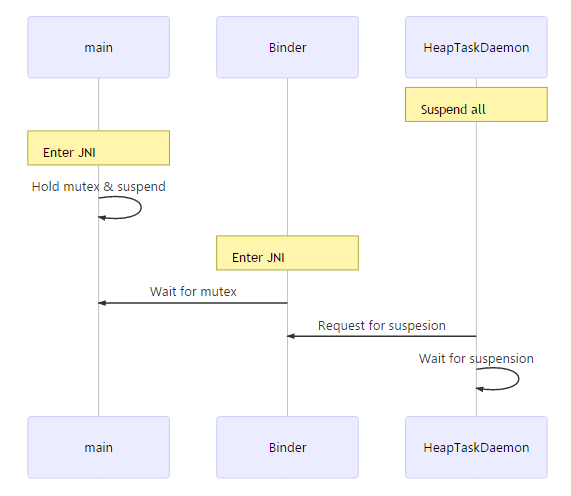 main
Binder
HeapTaskDaemon
Suspend all
Enter JNI
Hold mutex & suspend
Enter JNI
Wait for mutex
Request for suspesion
Wait for suspension
main
Binder
HeapTaskDaemon